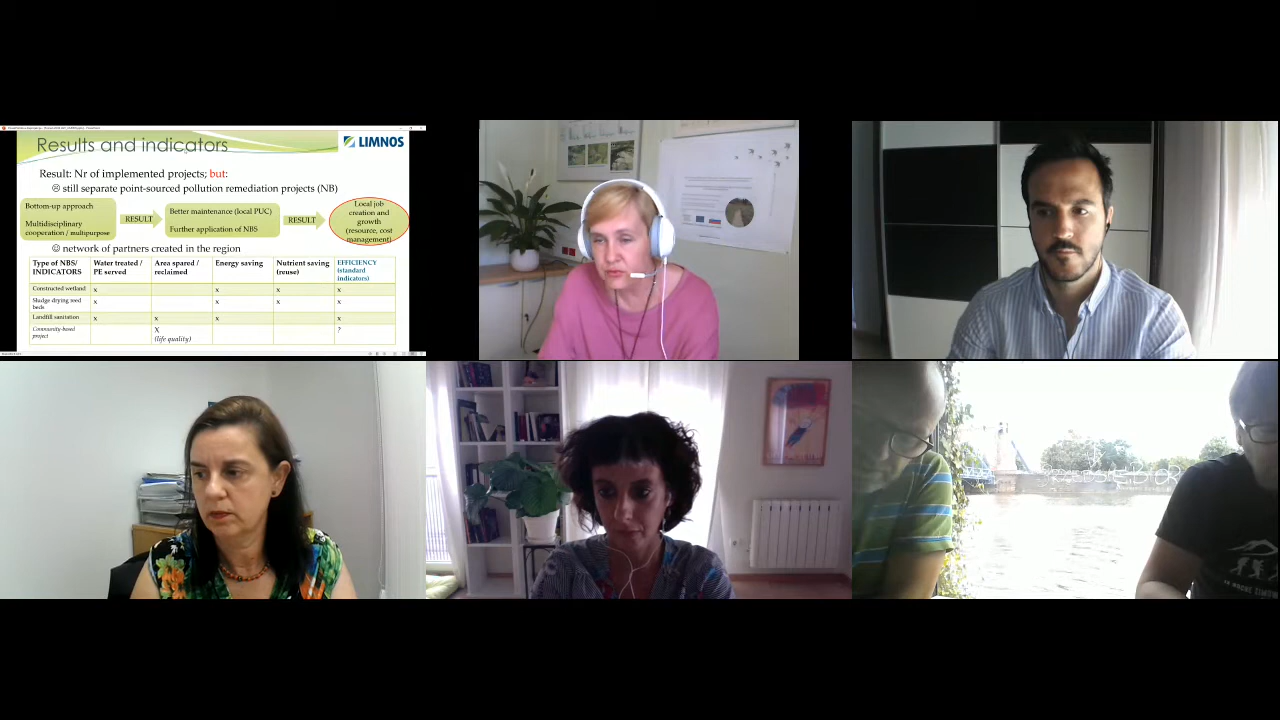 Results and indicators
LIMNOS
Result: Nr of implemented projects; but:
☹ still separate point-sourced pollution remediation projects (NB)
Bottom-up approach
Multidisciplinary
cooperation / multipurpose
RESULT
Better maintenance (local PUC)
Further application of NBS
RESULT
Local job
creation and
growth
(resource, cost
management)
☺ network of partners created in the region
Type of NBS/ INDICATORS
Water treated / PE served
Area spared / reclaimed
Energy saving
Nutrient saving (reuse)
EFFICIENCY (standard indicators)
Constructed wetland x x x x
Sludge drying reed beds x x x x
Landfill sanitation x x x x
Community-based project X (life quality) ?